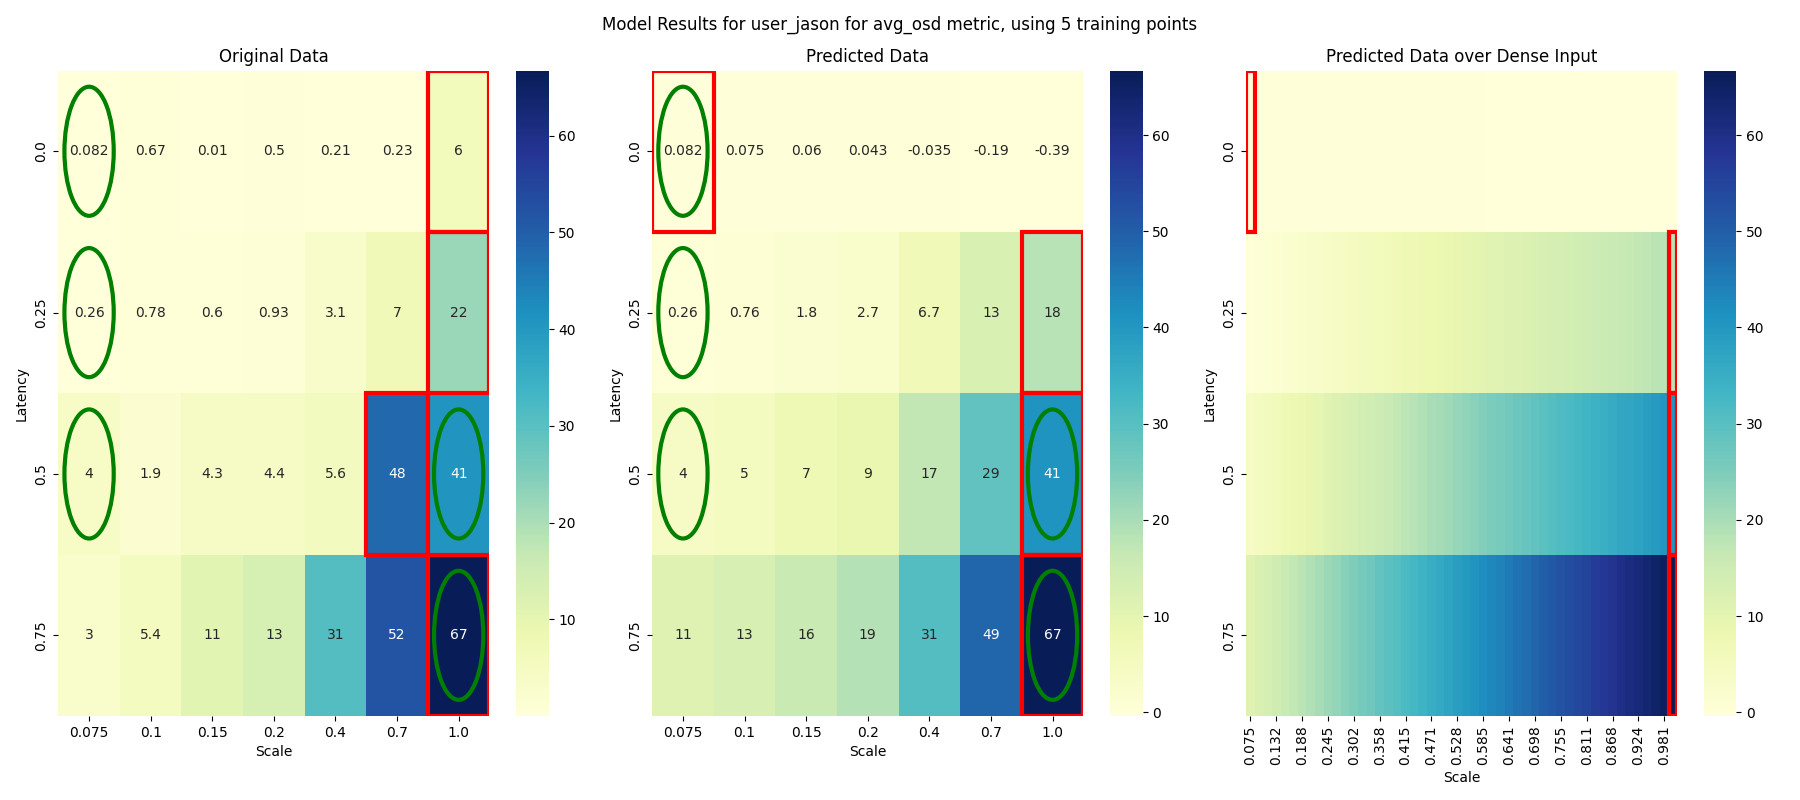 Model Results for user_jason for avg_osd metric, using 5 training points
Original Data
Latency
0.0 0.082 0.67 0.01 0.5 0.21 0.23 6
0.25 0.26 0.78 0.6 0.93 3.1 7 22
0.5 4 1.9 4.3 4.4 5.6 48 41
0.75 3 5.4 11 13 31 52 67
0.075 0.1 0.15 0.2 0.4 0.7 1.0
Scale
60
50
40
30
20
10
Predicted Data
Latency
0.0 0.082 0.075 0.06 0.043 -0.035 -0.19 -0.39
0.25 0.26 0.76 1.8 2.7 6.7 13 18
0.5 4 5 7 9 17 29 41
0.75 11 13 16 19 31 49 67
0.075 0.1 0.15 0.2 0.4 0.7 1.0
Scale
60
50
40
30
20
10
0
Predicted Data over Dense Input
Latency
0.0
0.25
0.5
0.75
0.075 0.132 0.188 0.245 0.302 0.358 0.415 0.471 0.528 0.585 0.641 0.698 0.755 0.811 0.868 0.924 0.981
Scale
60
50
40
30
20
10
0